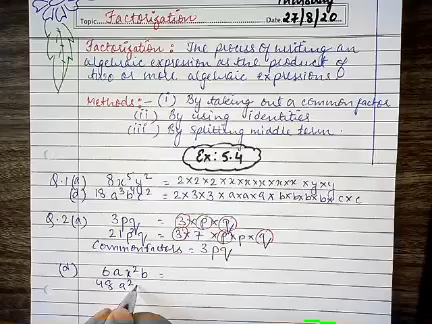 Thursday
Topic Factorization Date 27/8/20
Factorization : The process of writing an
algebraic expression as the product of
two or more algebraic expressions
Methods :- (i) By taking out a common factor
(ii) By using identities
(iii) By splitting middle term.
Ex: 5.4
Q.1(a) 8x⁵y² = 2×2×2×x×x×x×x×x×y×y
(d) 18a³b⁴c² = 2×3×3×a×a×a×b×b×b×b×c×c
Q.2(a) 3pq = 3×p×q
21p²q = 3×7×p×p×q
Common factors = 3pq
(d) 6ax²b =
48a²